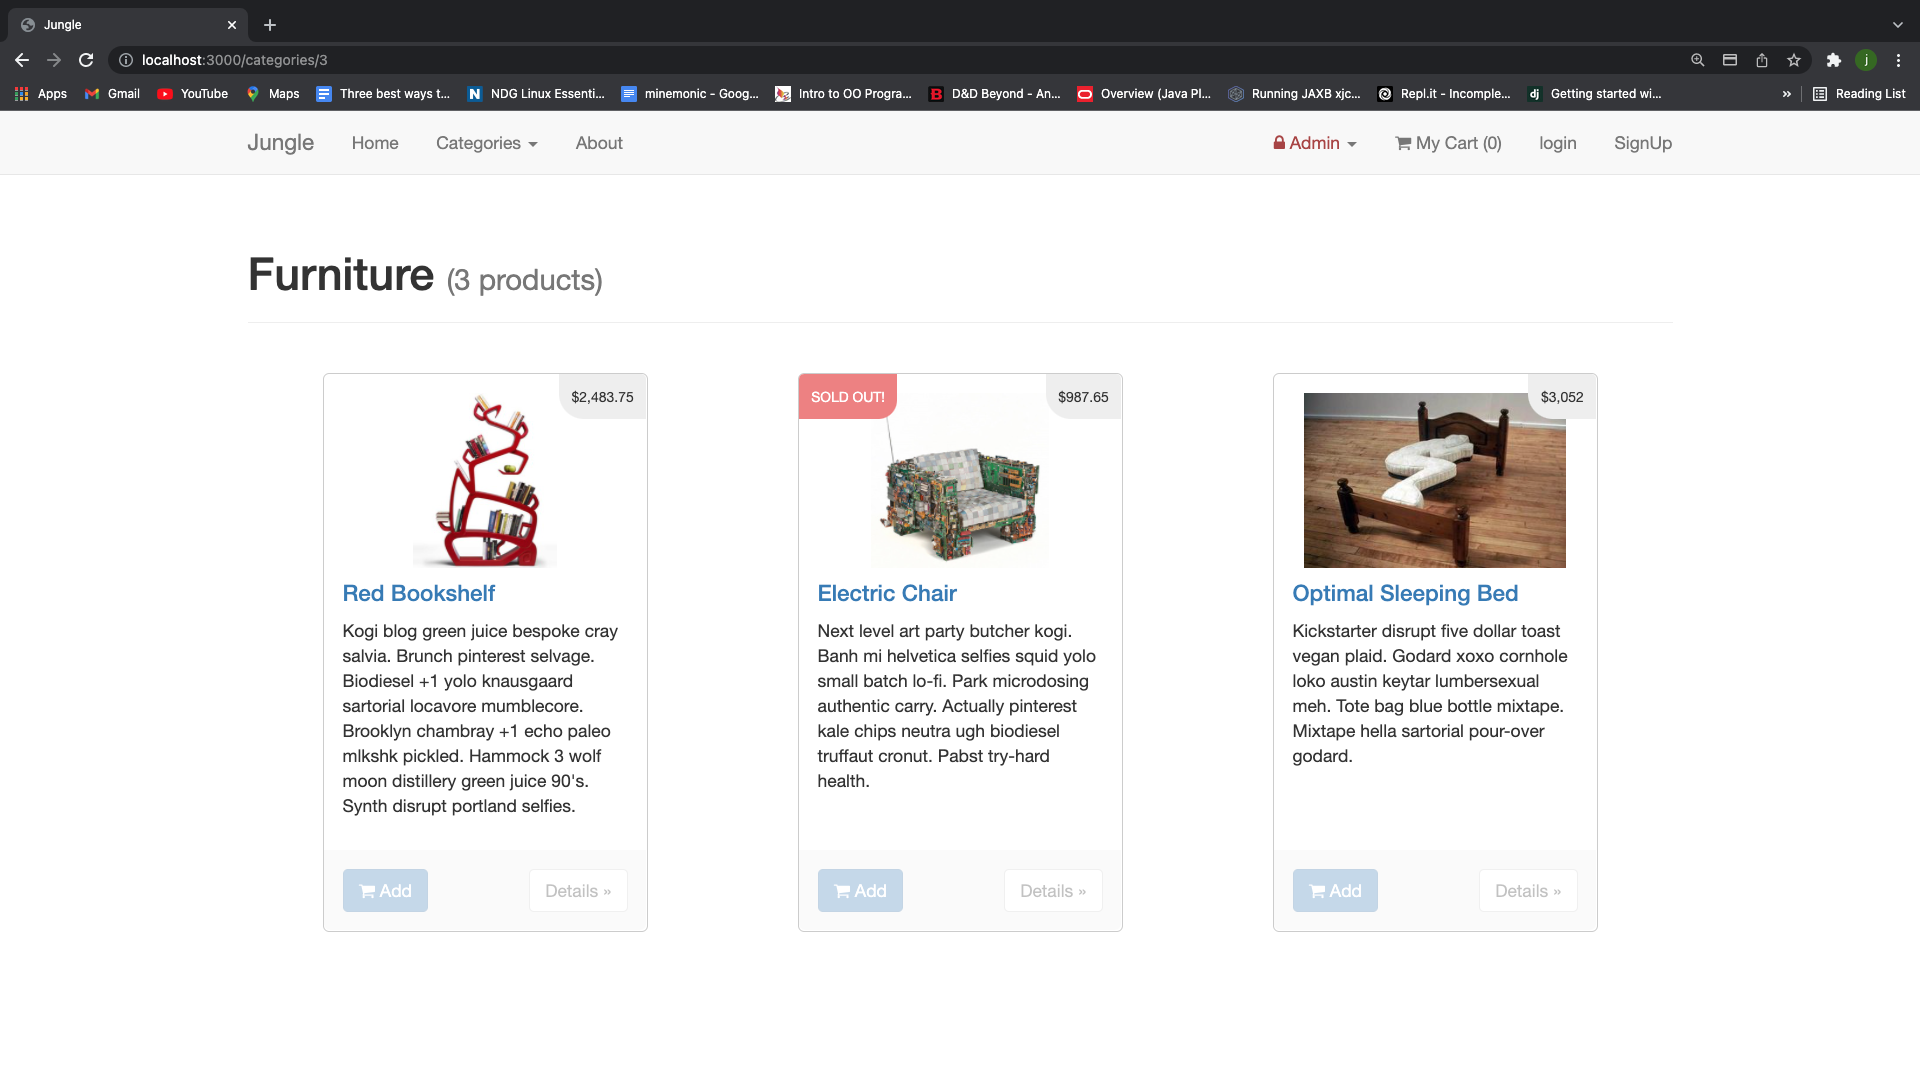 Jungle
localhost:3000/categories/3
j
Apps Gmail YouTube Maps Three best ways t... NDG Linux Essenti... minemonic - Goog... Intro to OO Progra... D&D Beyond - An... Overview (Java Pl... Running JAXB xjc... Repl.it - Incomple... Getting started wi... » Reading List
Jungle Home Categories About Admin My Cart (0) login SignUp
Furniture (3 products)
$2,483.75
Red Bookshelf
Kogi blog green juice bespoke cray
salvia. Brunch pinterest selvage.
Biodiesel +1 yolo knausgaard
sartorial locavore mumblecore.
Brooklyn chambray +1 echo paleo
mlkshk pickled. Hammock 3 wolf
moon distillery green juice 90's.
Synth disrupt portland selfies.
Add Details »
SOLD OUT! $987.65
Electric Chair
Next level art party butcher kogi.
Banh mi helvetica selfies squid yolo
small batch lo-fi. Park microdosing
authentic carry. Actually pinterest
kale chips neutra ugh biodiesel
truffaut cronut. Pabst try-hard
health.
Add Details »
$3,052
Optimal Sleeping Bed
Kickstarter disrupt five dollar toast
vegan plaid. Godard xoxo cornhole
loko austin keytar lumbersexual
meh. Tote bag blue bottle mixtape.
Mixtape hella sartorial pour-over
godard.
Add Details »